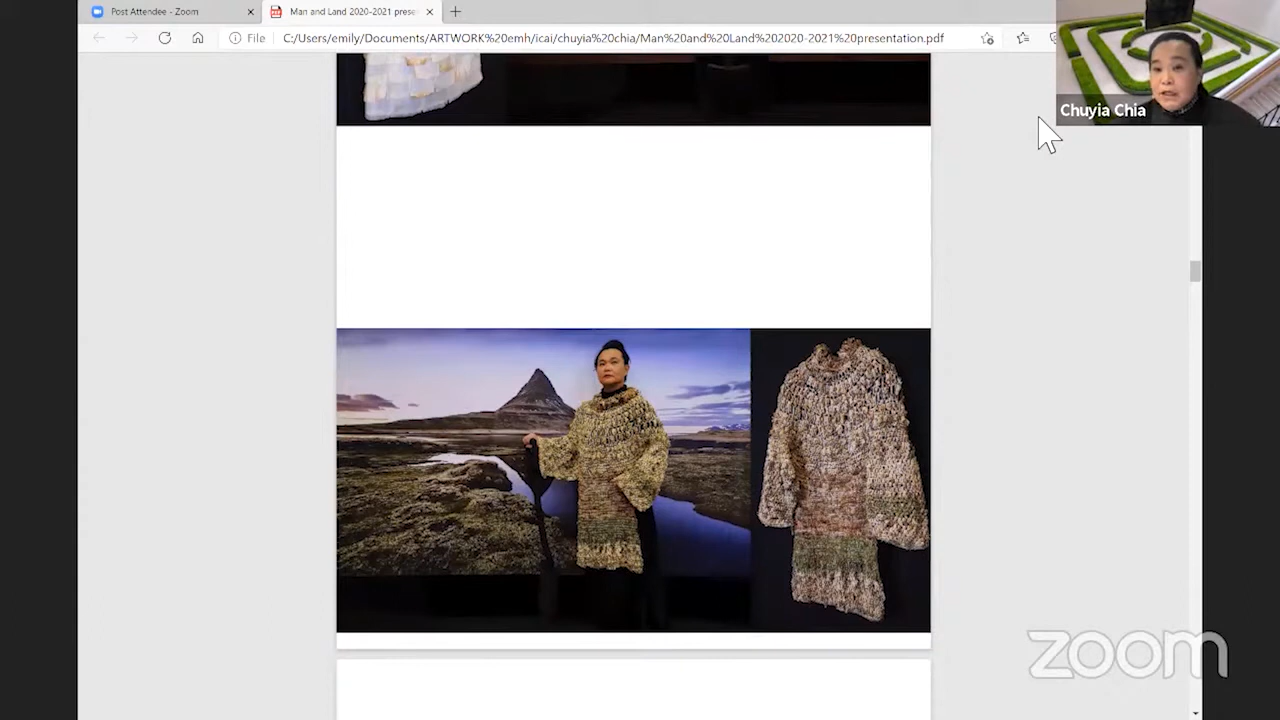 Post Attendee - Zoom
Man and Land 2020-2021 prese
File
C:/Users/emily/Documents/ARTWORK%20emh/icai/chuyia%20chia/Man%20and%20Land%202020-2021%20presentation.pdf
Chuyia Chia
zoom